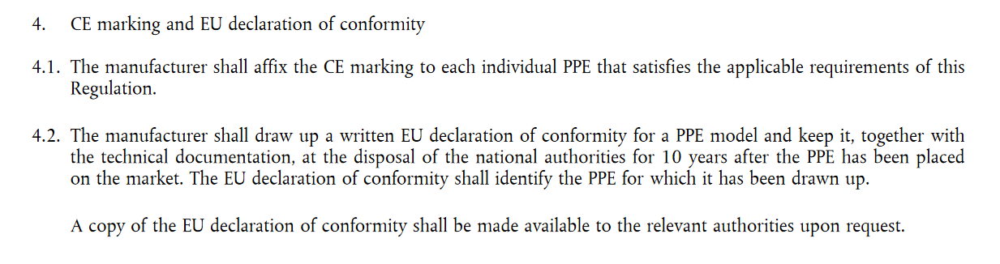 4. CE marking and EU declaration of conformity
4.1. The manufacturer shall affix the CE marking to each individual PPE that satisfies the applicable requirements of this
Regulation.
4.2. The manufacturer shall draw up a written EU declaration of conformity for a PPE model and keep it, together with
the technical documentation, at the disposal of the national authorities for 10 years after the PPE has been placed
on the market. The EU declaration of conformity shall identify the PPE for which it has been drawn up.
A copy of the EU declaration of conformity shall be made available to the relevant authorities upon request.